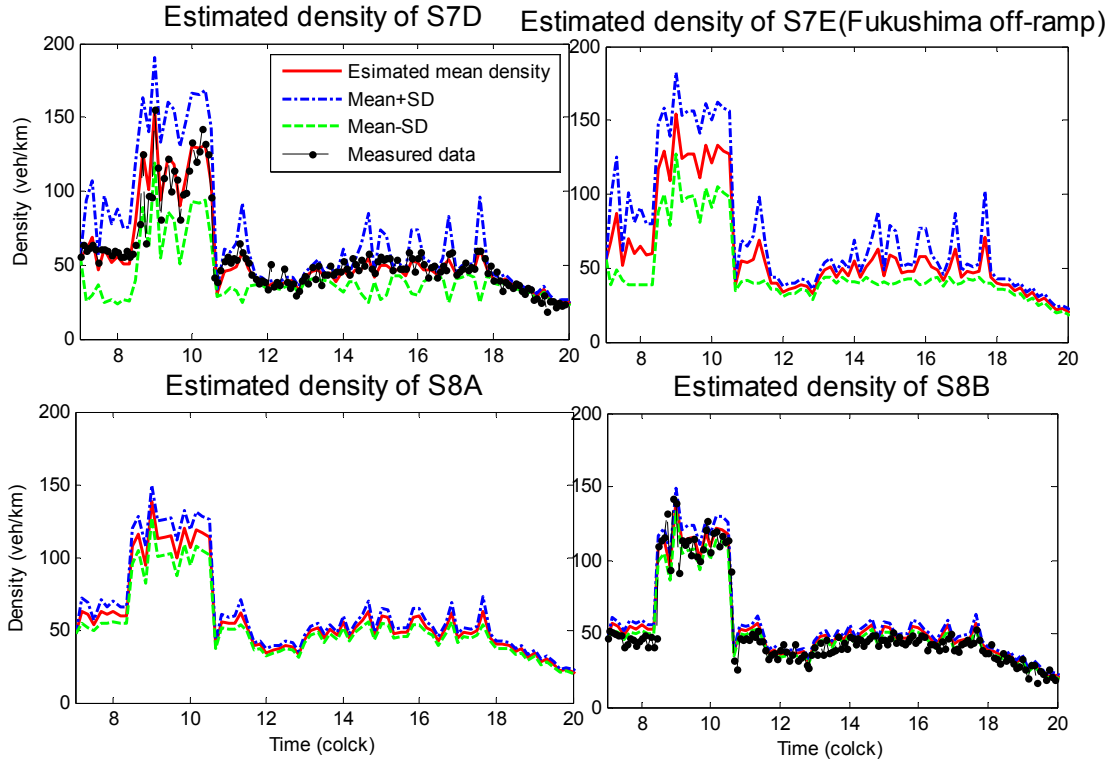 Estimated density of S7D
Estimated density of S7E(Fukushima off-ramp)
200
150
100
50
0
Density (veh/km)
8 10 12 14 16 18 20
Esimated mean density
Mean+SD
Mean-SD
Measured data
200
150
100
50
0
8 10 12 14 16 18 20
Estimated density of S8A
Estimated density of S8B
200
150
100
50
0
Density (veh/km)
8 10 12 14 16 18 20
Time (colck)
200
150
100
50
0
8 10 12 14 16 18 20
Time (colck)